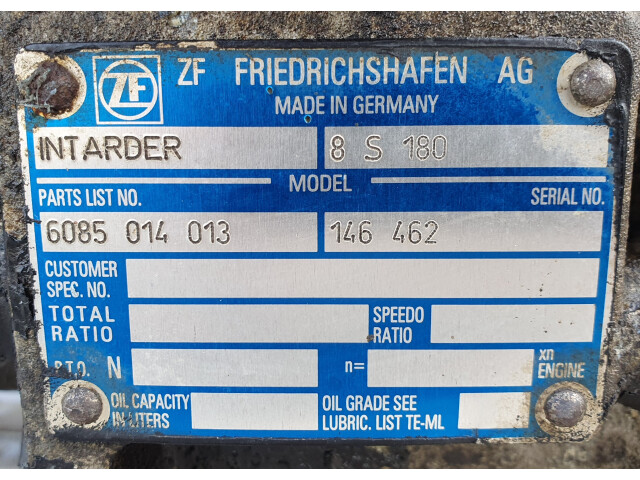 ZF ZF FRIEDRICHSHAFEN AG
MADE IN GERMANY
INTARDER 8 S 180
MODEL
PARTS LIST NO. SERIAL NO.
6085 014 013 146 462
CUSTOMER
SPEC. NO.
TOTAL RATIO SPEEDO RATIO
P.T.O. N n= xn ENGINE
OIL CAPACITY OIL GRADE SEE
IN LITERS LUBRIC. LIST TE-ML